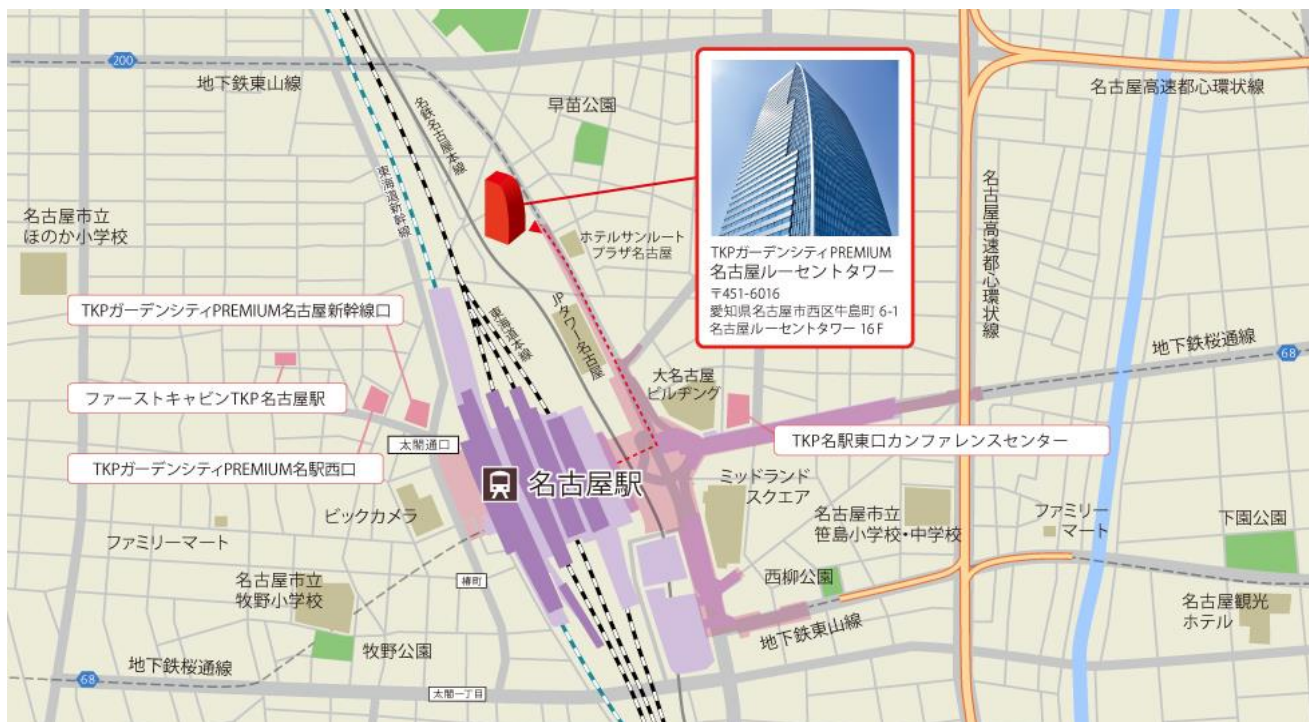 200
地下鉄東山線
名鉄名古屋本線
早苗公園
名古屋高速都心環状線
東海道新幹線
名古屋高速都心環状線
名古屋市立
ほのか小学校
ホテルサンルート
プラザ名古屋
TKPガーデンシティPREMIUM
名古屋ルーセントタワー
〒451-6016
愛知県名古屋市西区牛島町 6-1
名古屋ルーセントタワー 16F
TKPガーデンシティPREMIUM名古屋新幹線口
東海道本線
JPタワー名古屋
地下鉄桜通線
68
大名古屋
ビルヂング
ファーストキャビンTKP名古屋駅
太閤通口
TKP名駅東口カンファレンスセンター
TKPガーデンシティPREMIUM名駅西口
名古屋駅
ミッドランド
スクエア
ビックカメラ
名古屋市立
笹島小学校・中学校
ファミリー
マート
下園公園
ファミリーマート
椿町
名古屋市立
牧野小学校
西柳公園
名古屋観光
ホテル
地下鉄東山線
牧野公園
地下鉄桜通線
68
太閤一丁目